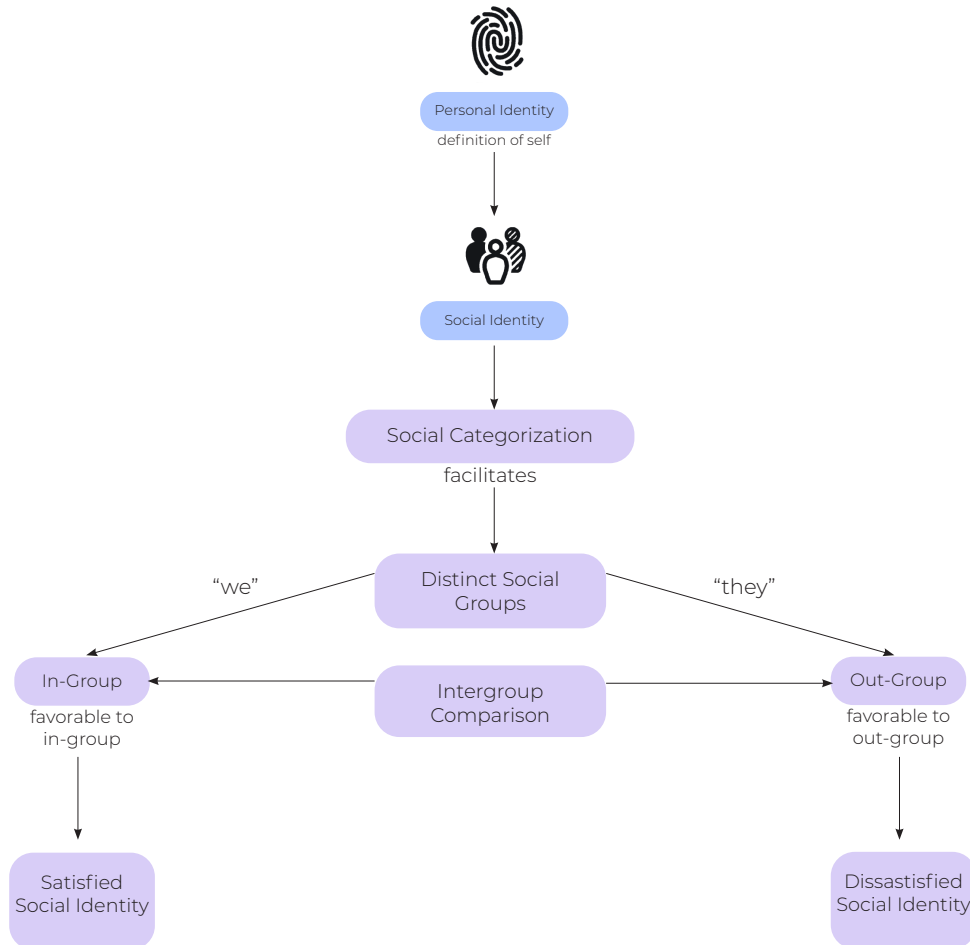 Personal Identity
definition of self
Social Identity
Social Categorization
facilitates
“we”
Distinct Social
Groups
“they”
In-Group
favorable to
in-group
Intergroup
Comparison
Out-Group
favorable to
out-group
Satisfied
Social Identity
Dissastisfied
Social Identity